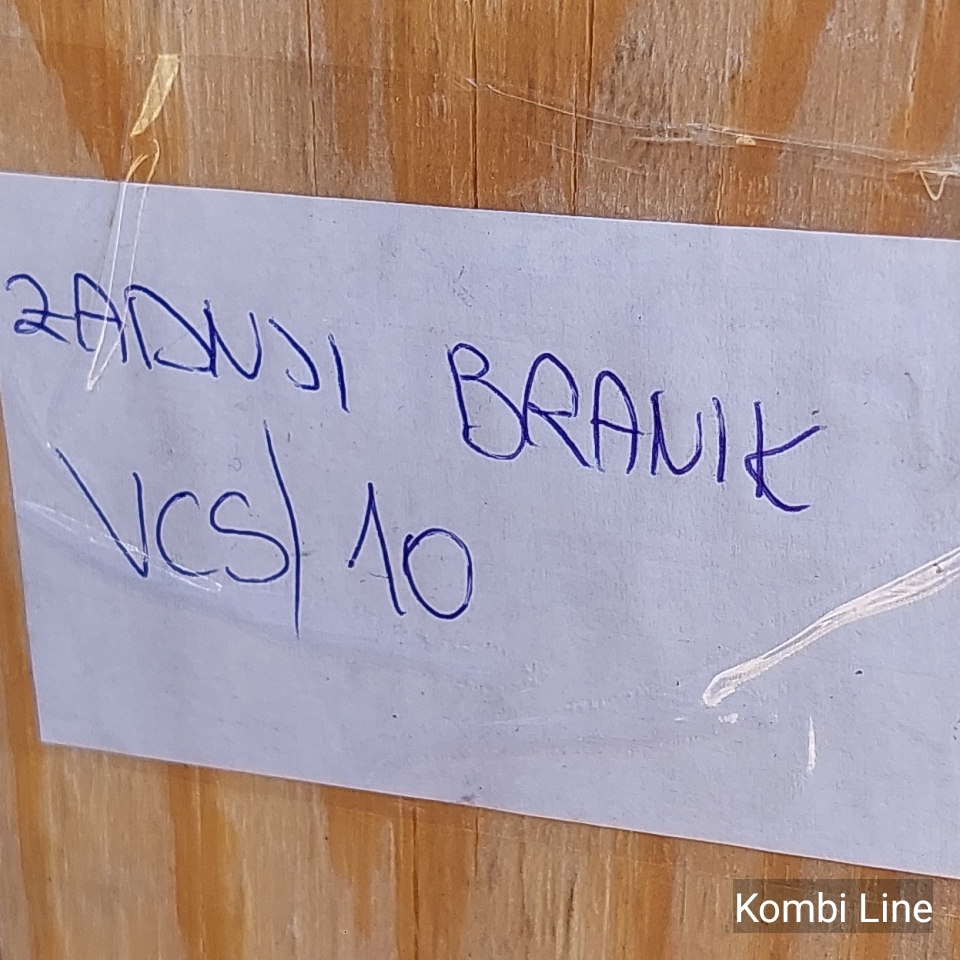 ZADNJI BRANIK
VCS/10
Kombi Line